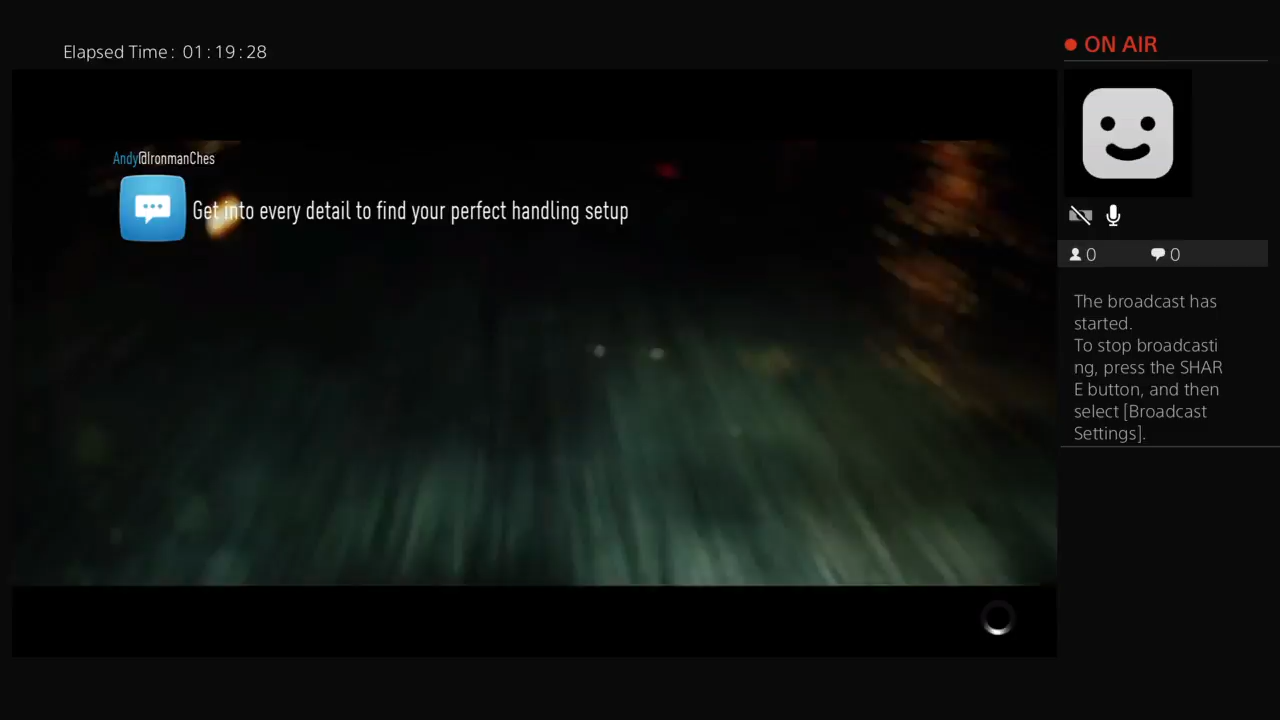 Elapsed Time: 01:19:28
ON AIR
Andy@IronmanChes
Get into every detail to find your perfect handling setup
0
0
The broadcast has
started.
To stop broadcasti
ng, press the SHAR
E button, and then
select [Broadcast
Settings].